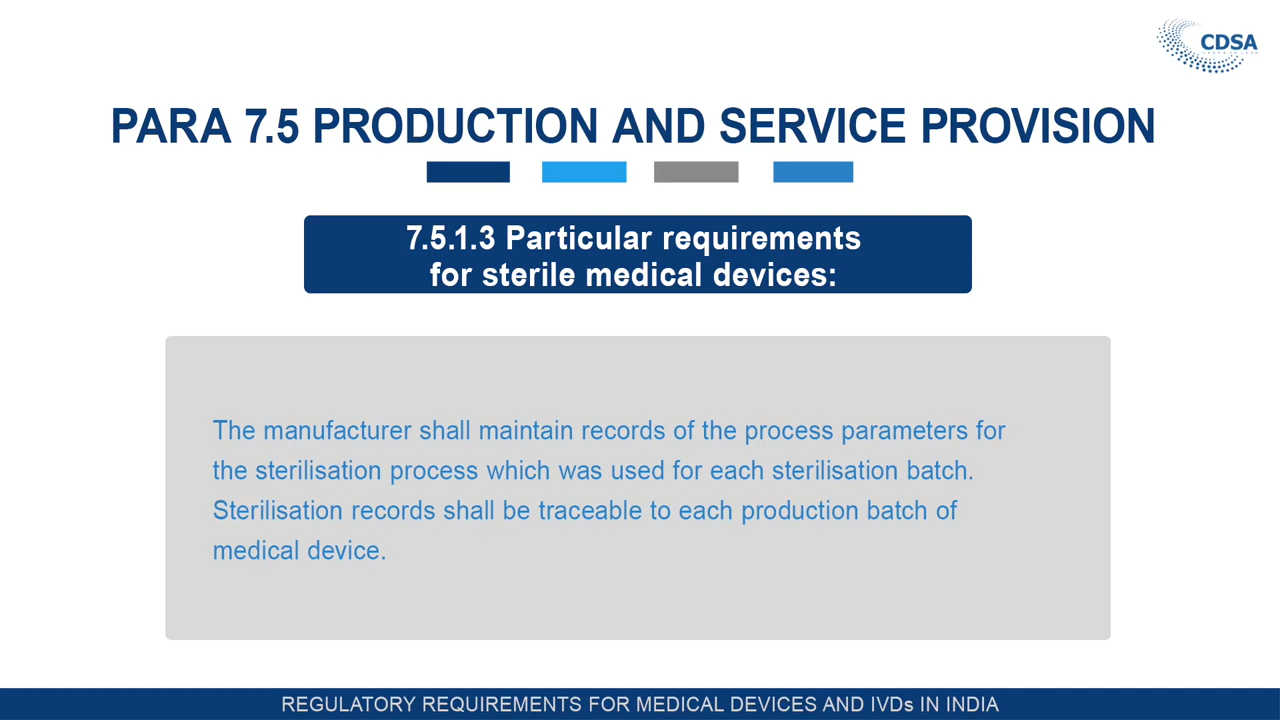 CDSA
PARA 7.5 PRODUCTION AND SERVICE PROVISION
7.5.1.3 Particular requirements
for sterile medical devices:
The manufacturer shall maintain records of the process parameters for
the sterilisation process which was used for each sterilisation batch.
Sterilisation records shall be traceable to each production batch of
medical device.
REGULATORY REQUIREMENTS FOR MEDICAL DEVICES AND IVDs IN INDIA